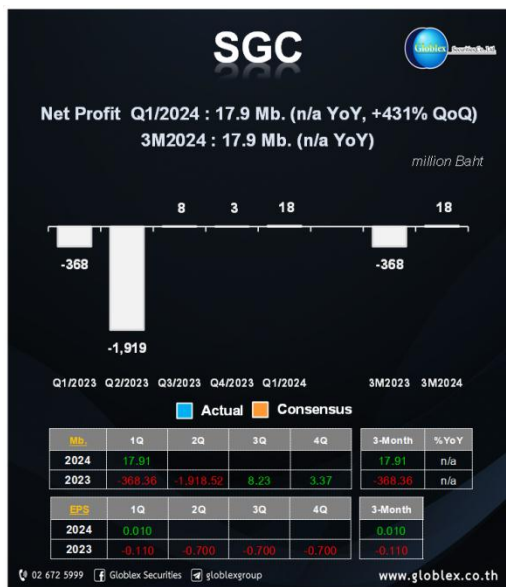 SGC
Globlex Securities Co., Ltd.
Net Profit Q1/2024 : 17.9 Mb. (n/a YoY, +431% QoQ)
3M2024 : 17.9 Mb. (n/a YoY)
million Baht
8 3 18 18
-368 -368
-1,919
Q1/2023 Q2/2023 Q3/2023 Q4/2023 Q1/2024 3M2023 3M2024
Actual Consensus
Mb. 1Q 2Q 3Q 4Q 3-Month %YoY
2024 17.91 17.91 n/a
2023 -368.36 -1,918.52 8.23 3.37 -368.36 n/a
EPS 1Q 2Q 3Q 4Q 3-Month
2024 0.010 0.010
2023 -0.110 -0.700 -0.700 -0.700 -0.110
02 672 5999 Globlex Securities globlexgroup www.globlex.co.th